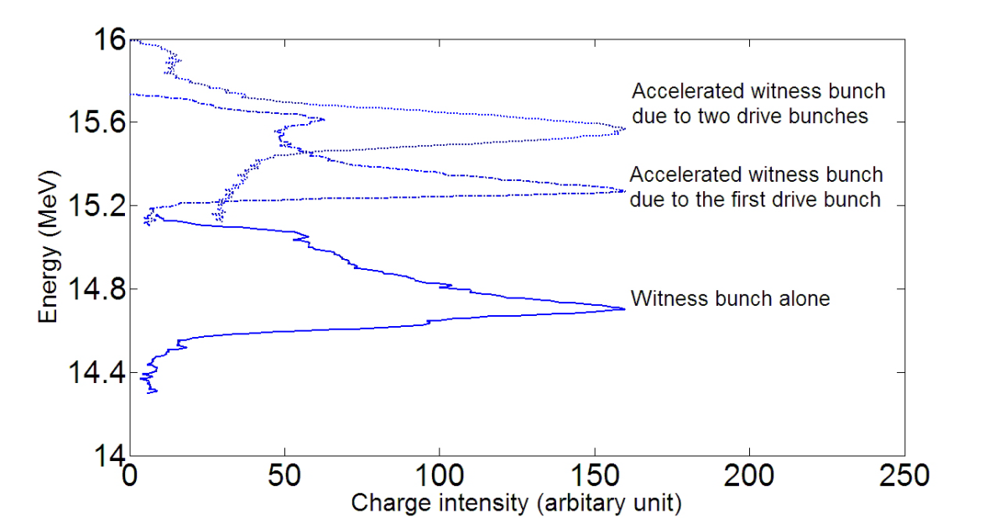 16
15.6
15.2
14.8
14.4
14
0
50
100
150
200
250
Energy (MeV)
Charge intensity (arbitary unit)
Accelerated witness bunch
due to two drive bunches
Accelerated witness bunch
due to the first drive bunch
Witness bunch alone